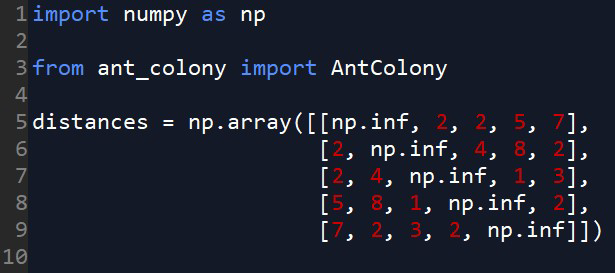 1 import numpy as np
2
3 from ant_colony import AntColony
4
5 distances = np.array([[np.inf, 2, 2, 5, 7],
6                       [2, np.inf, 4, 8, 2],
7                       [2, 4, np.inf, 1, 3],
8                       [5, 8, 1, np.inf, 2],
9                       [7, 2, 3, 2, np.inf]])
10